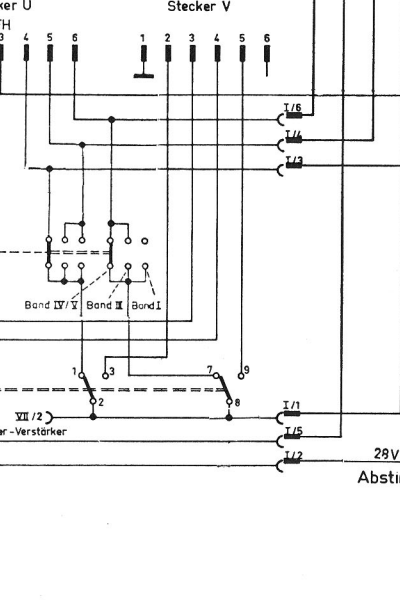 ker U Stecker V
TH
3 4 5 6 1 2 3 4 5 6
I/6
I/4
I/3
Band IV/V Band III Band I
1 3 7 9
2 8
VII/2 I/1
er-Verstärker I/5
I/2 28V
Absti